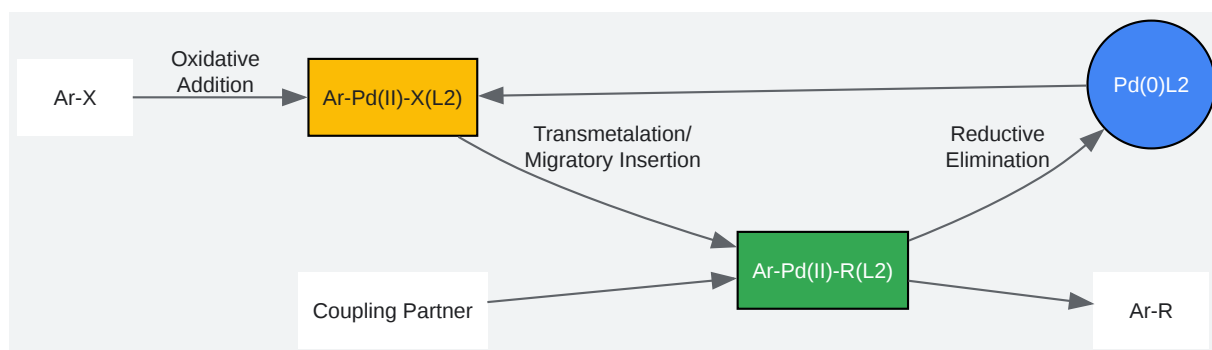 Oxidative
Addition
Ar-X
Ar-Pd(II)-X(L2)
Pd(0)L2
Transmetalation/
Migratory Insertion
Reductive
Elimination
Ar-Pd(II)-R(L2)
Coupling Partner
Ar-R